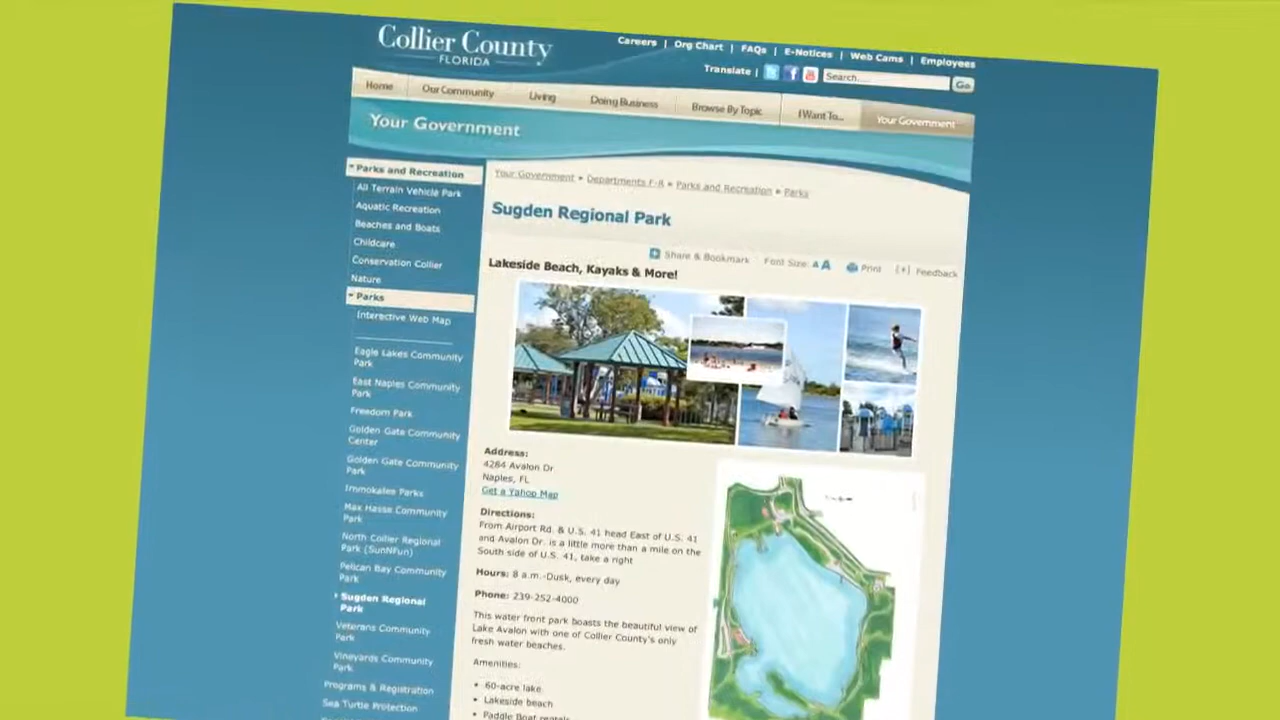 Collier County
FLORIDA
Careers | Org Chart | FAQs | E-Notices | Web Cams | Employees
Translate |
Search....
Go
Home
Our Community
Living
Doing Business
Browse By Topic
I Want To...
Your Government
Your Government
Parks and Recreation
All Terrain Vehicle Park
Aquatic Recreation
Beaches and Boats
Childcare
Conservation Collier
Nature
Parks
Interactive Web Map
Eagle Lakes Community
Park
East Naples Community
Park
Freedom Park
Golden Gate Community
Center
Golden Gate Community
Park
Immokalee Parks
Max Hasse Community
Park
North Collier Regional
Park (SunNFun)
Pelican Bay Community
Park
Sugden Regional
Park
Veterans Community
Park
Vineyards Community
Park
Programs & Registration
Sea Turtle Protection
Your Government • Departments F-R • Parks and Recreation • Parks
Sugden Regional Park
Share & Bookmark Font Size: A A Print [+] Feedback
Lakeside Beach, Kayaks & More!
Address:
4284 Avalon Dr
Naples, FL
Get a Yahoo Map
Directions:
From Airport Rd. & U.S. 41 head East of U.S. 41
and Avalon Dr. is a little more than a mile on the
South side of U.S. 41, take a right
Hours: 8 a.m.-Dusk, every day
Phone: 239-252-4000
This water front park boasts the beautiful view of
Lake Avalon with one of Collier County's only
fresh water beaches.
Amenities:
• 60-acre lake
• Lakeside beach
• Paddle Boat rentals